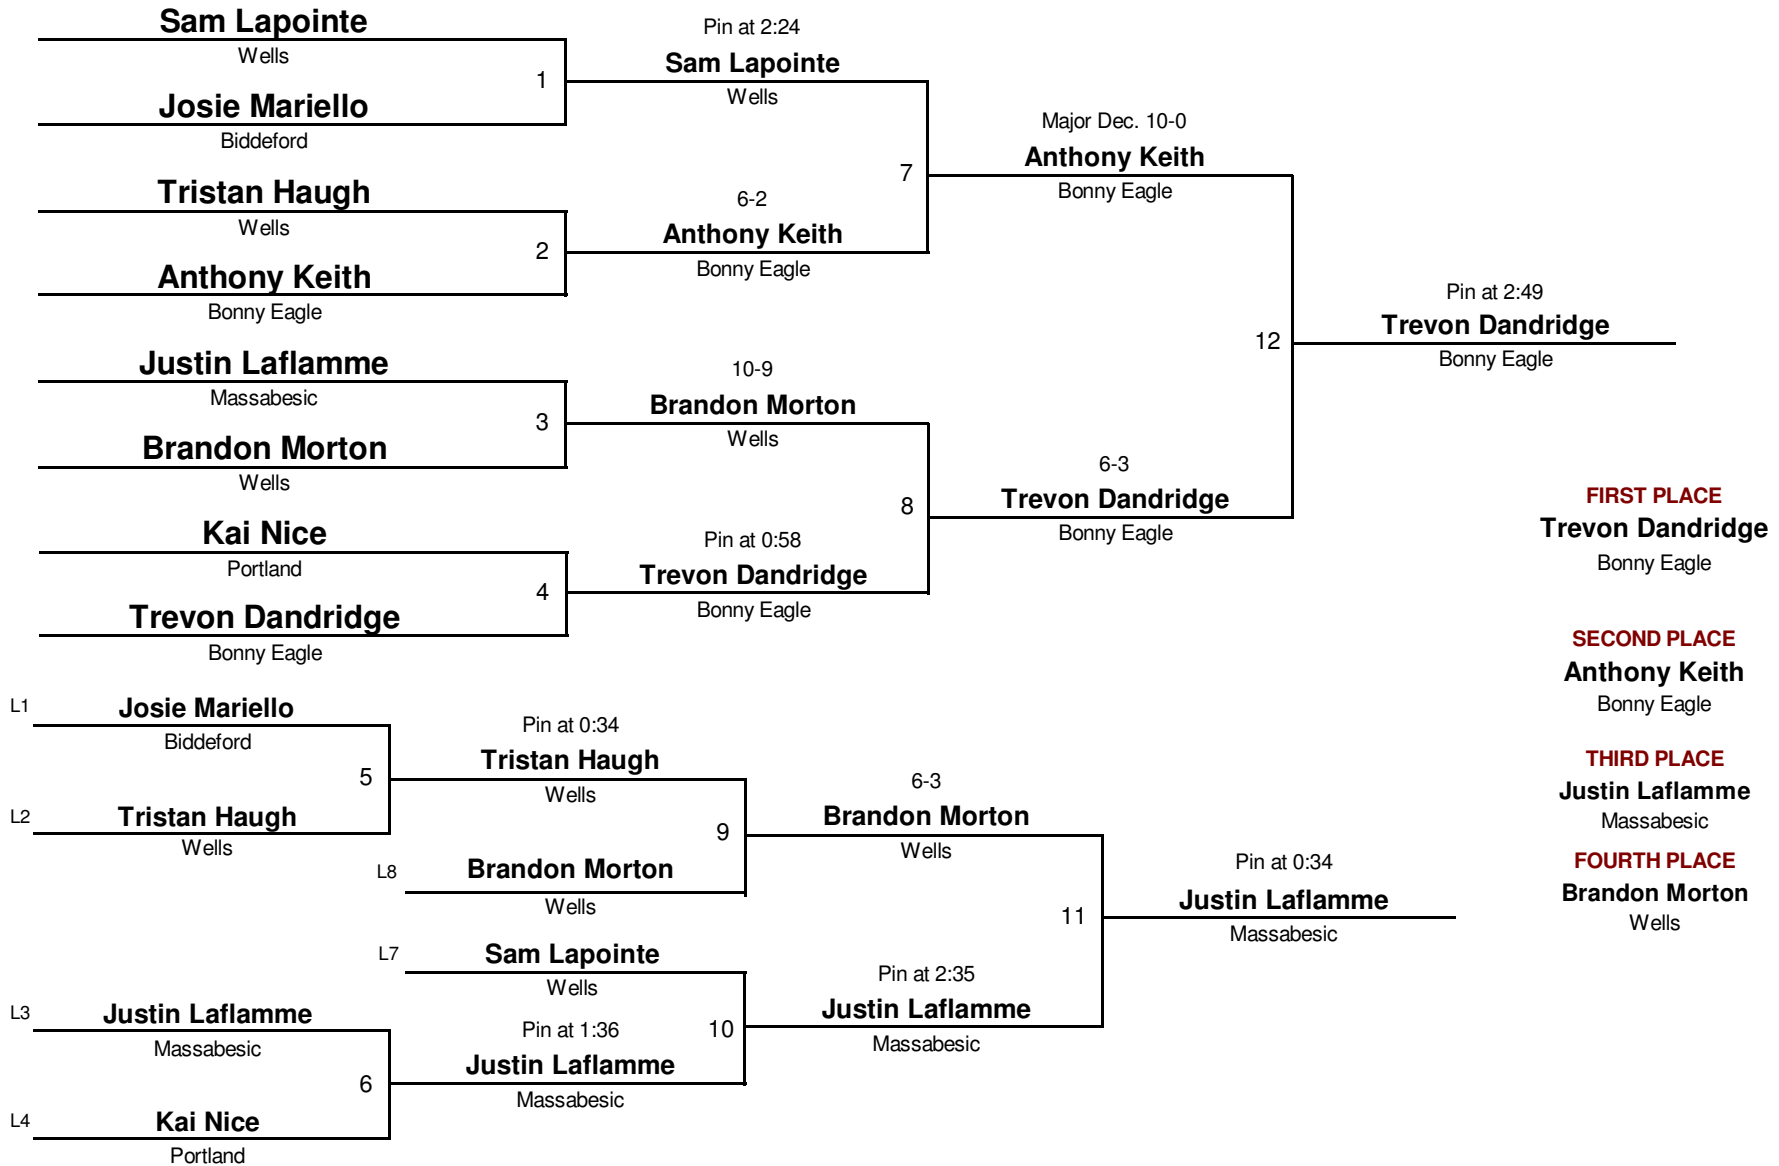 Sam Lapointe
Wells
1
Josie Mariello
Biddeford
Tristan Haugh
Wells
2
Anthony Keith
Bonny Eagle
Justin Laflamme
Massabesic
3
Brandon Morton
Wells
Kai Nice
Portland
4
Trevon Dandridge
Bonny Eagle
Pin at 2:24
Sam Lapointe
Wells
7
6-2
Anthony Keith
Bonny Eagle
10-9
Brandon Morton
Wells
8
Pin at 0:58
Trevon Dandridge
Bonny Eagle
Major Dec. 10-0
Anthony Keith
Bonny Eagle
12
6-3
Trevon Dandridge
Bonny Eagle
Pin at 2:49
Trevon Dandridge
Bonny Eagle
FIRST PLACE
Trevon Dandridge
Bonny Eagle
SECOND PLACE
Anthony Keith
Bonny Eagle
THIRD PLACE
Justin Laflamme
Massabesic
FOURTH PLACE
Brandon Morton
Wells
L1
Josie Mariello
Biddeford
5
L2
Tristan Haugh
Wells
Pin at 0:34
Tristan Haugh
Wells
9
L8
Brandon Morton
Wells
L7
Sam Lapointe
Wells
10
Pin at 1:36
Justin Laflamme
Massabesic
L3
Justin Laflamme
Massabesic
6
L4
Kai Nice
Portland
6-3
Brandon Morton
Wells
11
Pin at 2:35
Justin Laflamme
Massabesic
Pin at 0:34
Justin Laflamme
Massabesic